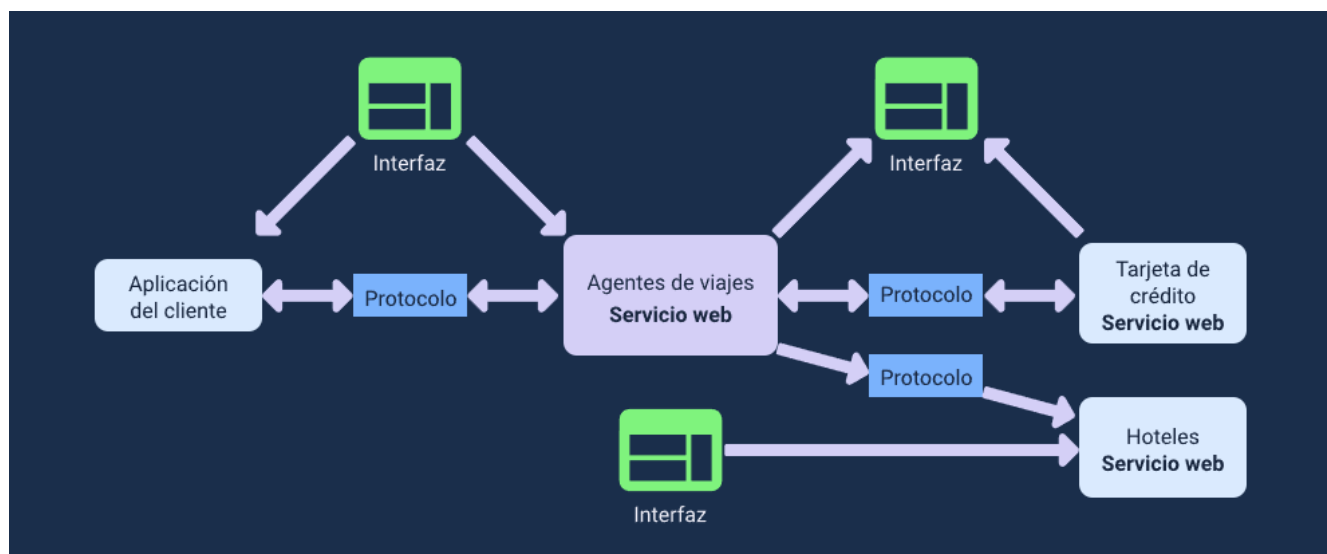 Interfaz
Interfaz
Aplicación
del cliente
Protocolo
Agentes de viajes
Servicio web
Protocolo
Tarjeta de
crédito
Servicio web
Protocolo
Hoteles
Servicio web
Interfaz